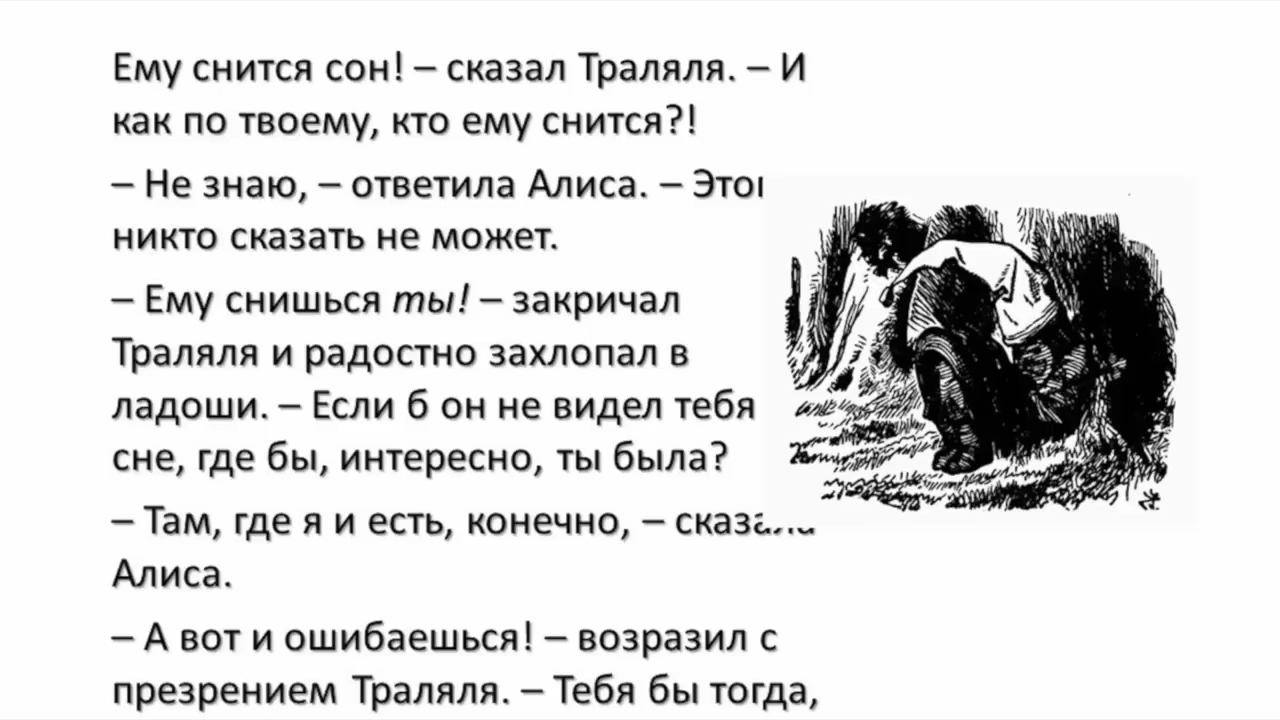 Ему снится сон! – сказал Траляля. – И
как по твоему, кто ему снится?!
– Не знаю, – ответила Алиса. –
никто сказать не может.
– Ему снишься ты! – закричал
Траляля и радостно захлопал в
ладоши. – Если б он не видел тебя
сне, где бы, интересно, ты была?
– Там, где я и есть, конечно, – сказала
Алиса.
– А вот и ошибаешься! – возразил с
презрением Траляля. – Тебя бы тогда,